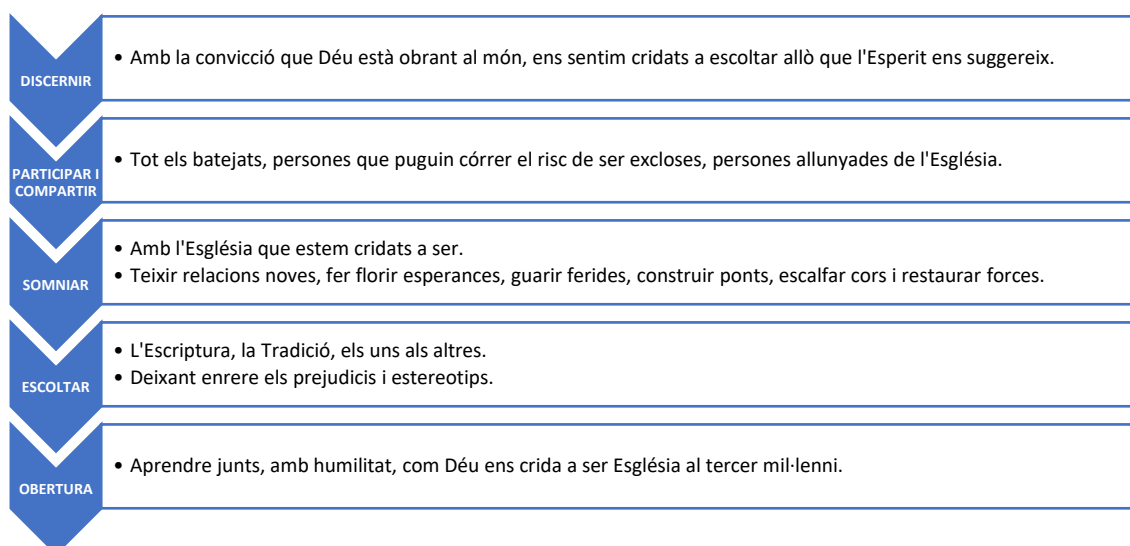 DISCERNIR
• Amb la convicció que Déu està obrant al món, ens sentim cridats a escoltar allò que l'Esperit ens suggereix.
PARTICIPAR I
COMPARTIR
• Tot els batejats, persones que puguin córrer el risc de ser excloses, persones allunyades de l'Església.
SOMNIAR
• Amb l'Església que estem cridats a ser.
• Teixir relacions noves, fer florir esperances, guarir ferides, construir ponts, escalfar cors i restaurar forces.
ESCOLTAR
• L'Escriptura, la Tradició, els uns als altres.
• Deixant enrere els prejudicis i estereotips.
OBERTURA
• Aprendre junts, amb humilitat, com Déu ens crida a ser Església al tercer mil·lenni.